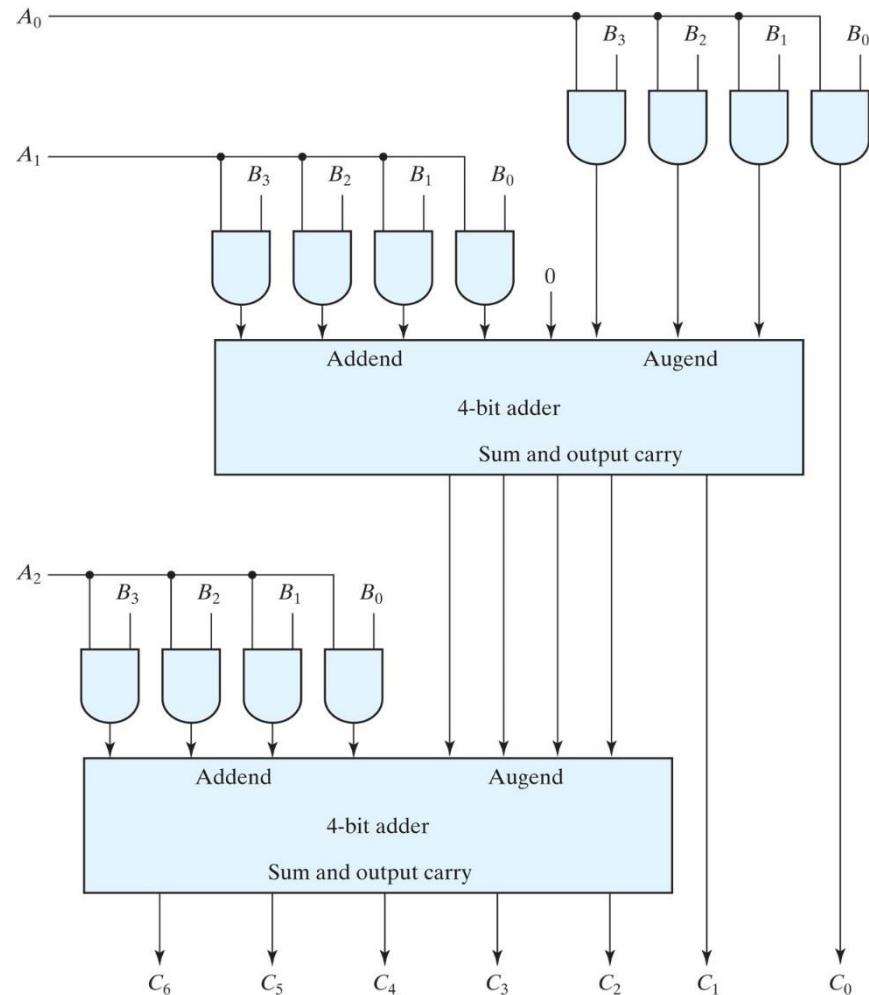 A₀
B₃ B₂ B₁ B₀
A₁
B₃ B₂ B₁ B₀
0
Addend Augend
4-bit adder
Sum and output carry
A₂
B₃ B₂ B₁ B₀
Addend Augend
4-bit adder
Sum and output carry
C₆ C₅ C₄ C₃ C₂ C₁ C₀